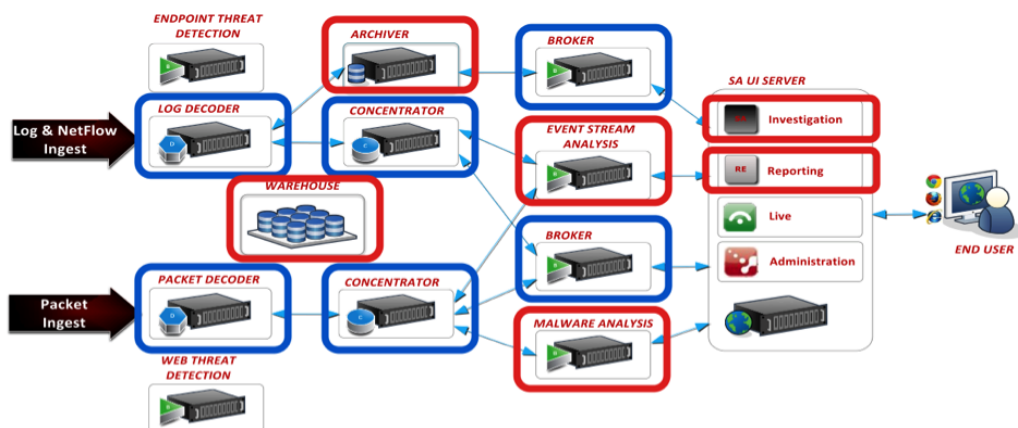 ENDPOINT THREAT
DETECTION
ARCHIVER
BROKER
SA UI SERVER
LOG DECODER
CONCENTRATOR
Log & NetFlow
Ingest
D
C
EVENT STREAM
ANALYSIS
Investigation
WAREHOUSE
RE
Reporting
Live
BROKER
END USER
PACKET DECODER
CONCENTRATOR
Administration
Packet
Ingest
D
C
MALWARE ANALYSIS
WEB THREAT
DETECTION